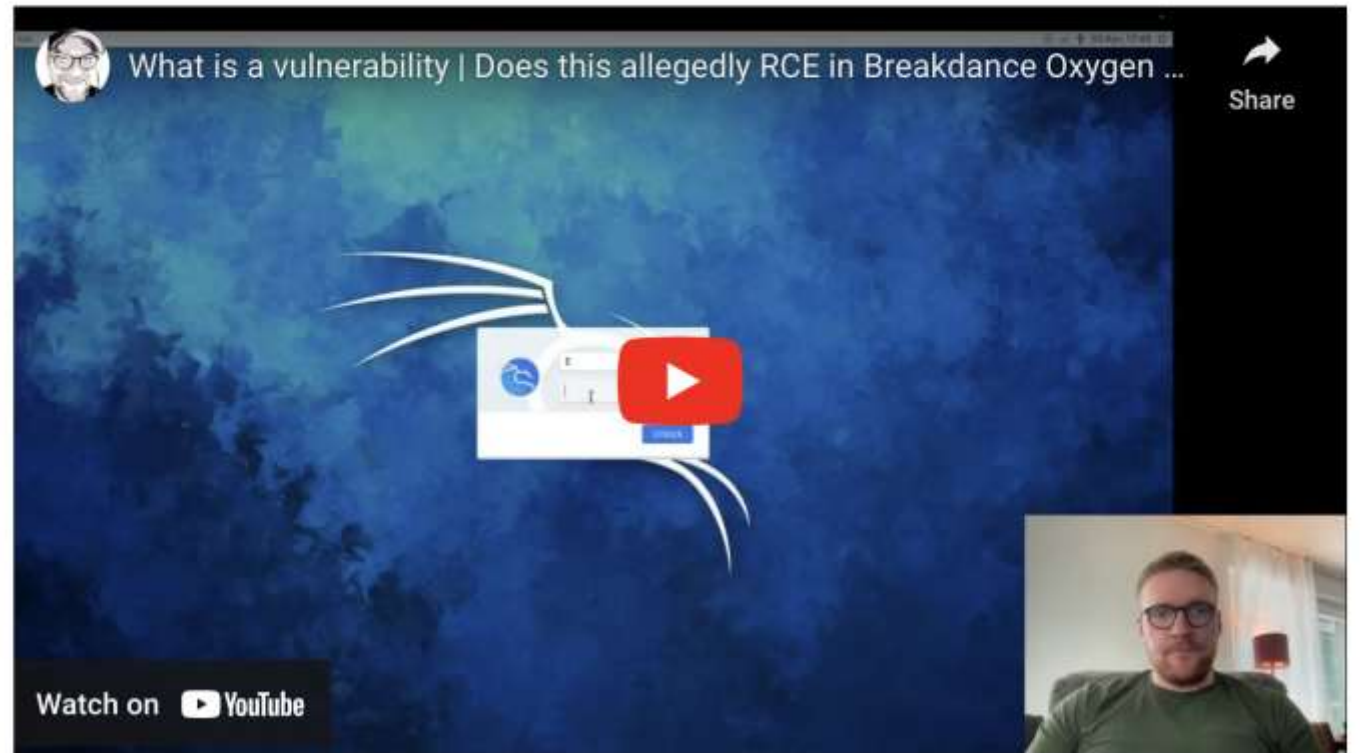 What is a vulnerability | Does this allegedly RCE in Breakdance Oxygen ...
Share
Watch on YouTube